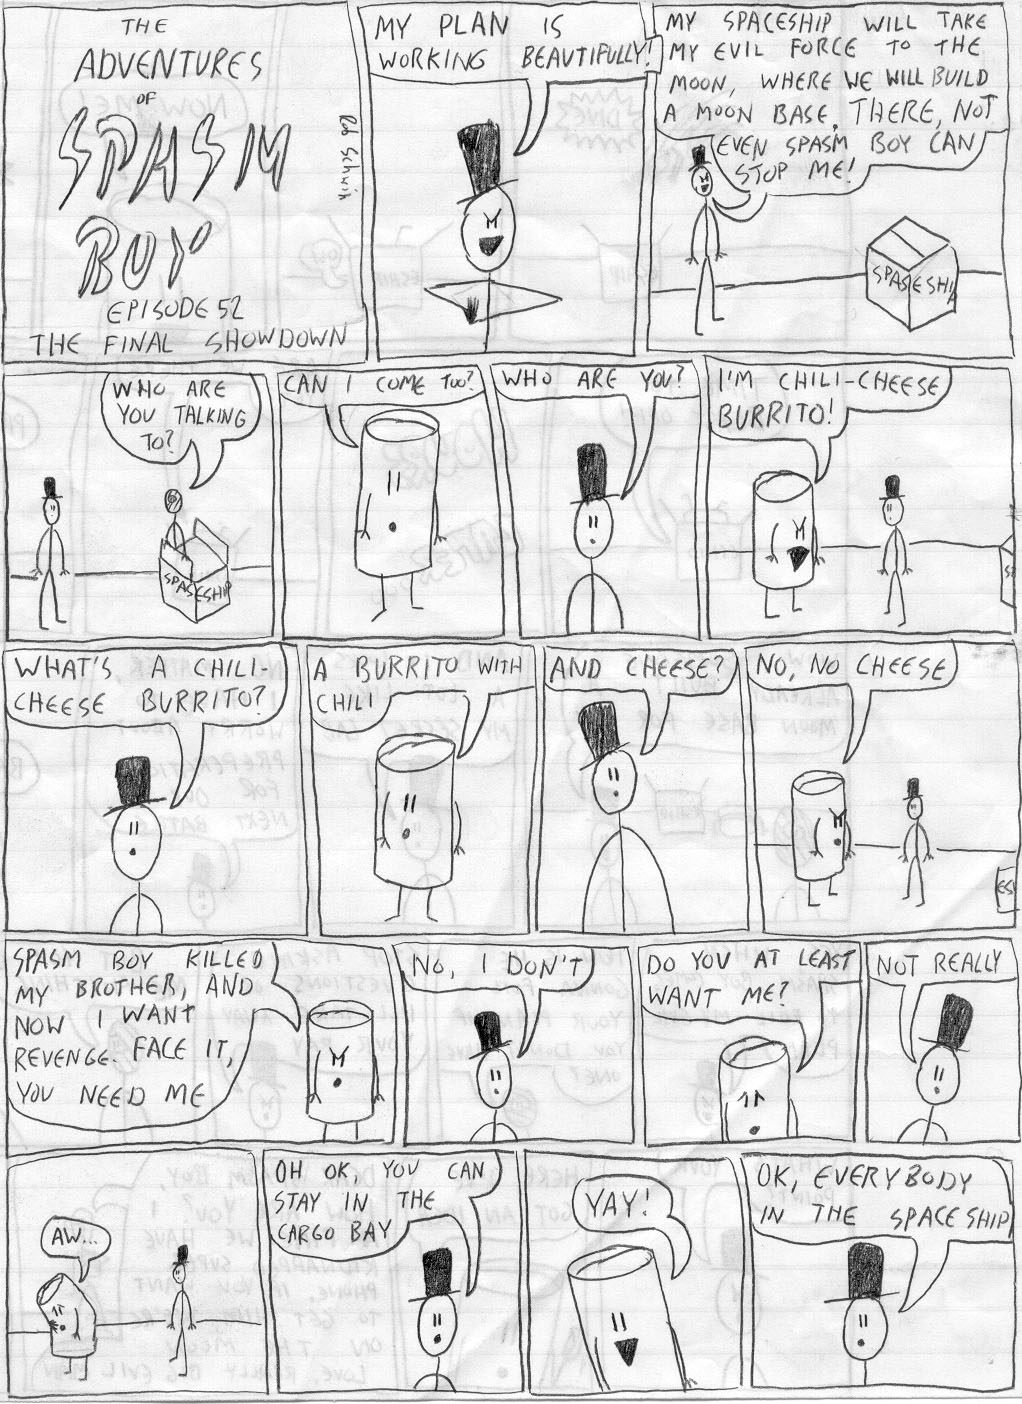 THE
ADVENTURES
OF
SPASM
BOY
EPISODE 52
THE FINAL SHOWDOWN
Rob
MY PLAN IS
WORKING BEAUTIFULLY!
MY SPACESHIP WILL TAKE
MY EVIL FORCE TO THE
MOON, WHERE WE WILL BUILD
A MOON BASE. THERE, NOT
EVEN SPASM BOY CAN
STOP ME!
SPASESHIP
WHO ARE
YOU TALKING
TO?
SPASESHIP
CAN I COME TOO?
WHO ARE YOU?
I'M CHILI-CHEESE
BURRITO!
WHAT'S A CHILI-
CHEESE BURRITO?
A BURRITO WITH
CHILI
AND CHEESE?
NO, NO CHEESE
SPASM BOY KILLED
MY BROTHER, AND
NOW I WANT
REVENGE. FACE IT,
YOU NEED ME
NO, I DON'T
DO YOU AT LEAST
WANT ME?
NOT REALLY
AW...
OH OK, YOU CAN
STAY IN THE
CARGO BAY
YAY!
OK, EVERYBODY
IN THE SPACESHIP